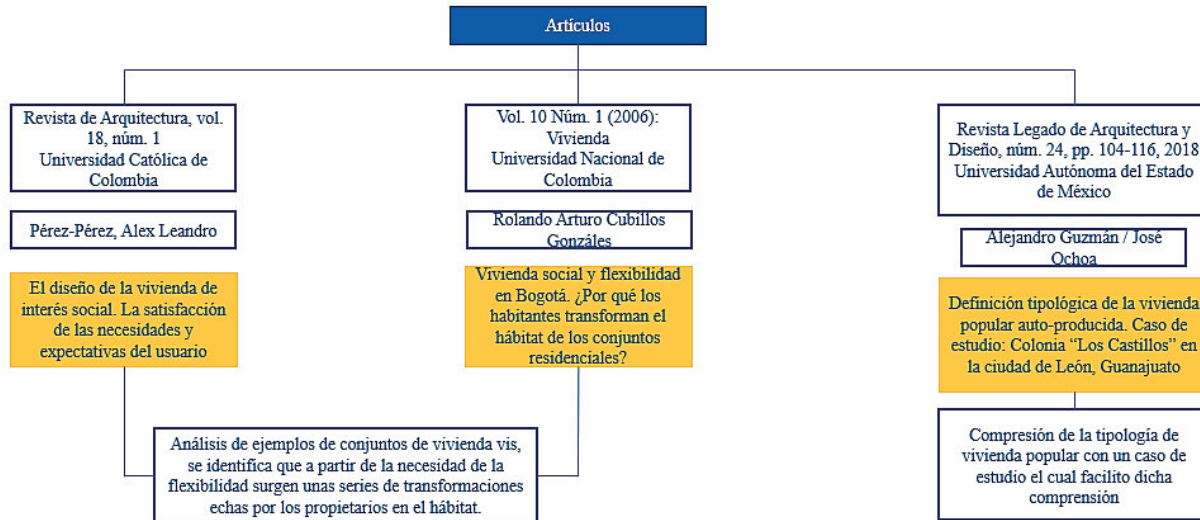 Artículos
Revista de Arquitectura, vol.
18, núm. 1
Universidad Católica de
Colombia
Pérez-Pérez, Alex Leandro
El diseño de la vivienda de
interés social. La satisfacción
de las necesidades y
expectativas del usuario
Vol. 10 Núm. 1 (2006):
Vivienda
Universidad Nacional de
Colombia
Rolando Arturo Cubillos
Gonzáles
Vivienda social y flexibilidad
en Bogotá. ¿Por qué los
habitantes transforman el
hábitat de los conjuntos
residenciales?
Análisis de ejemplos de conjuntos de vivienda vis,
se identifica que a partir de la necesidad de la
flexibilidad surgen unas series de transformaciones
echas por los propietarios en el hábitat.
Revista Legado de Arquitectura y
Diseño, núm. 24, pp. 104-116, 2018
Universidad Autónoma del Estado
de México
Alejandro Guzmán / José
Ochoa
Definición tipológica de la vivienda
popular auto-producida. Caso de
estudio: Colonia “Los Castillos” en
la ciudad de León, Guanajuato
Compresión de la tipología de
vivienda popular con un caso de
estudio el cual facilito dicha
comprensión